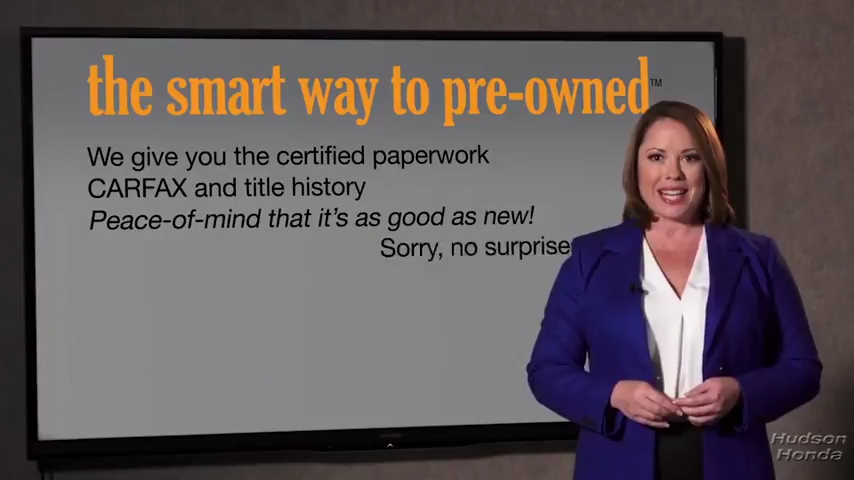 the smart way to pre-owned™
We give you the certified paperwork
CARFAX and title history
Peace-of-mind that it's as good as new!
Sorry, no surprise
Hudson
Honda